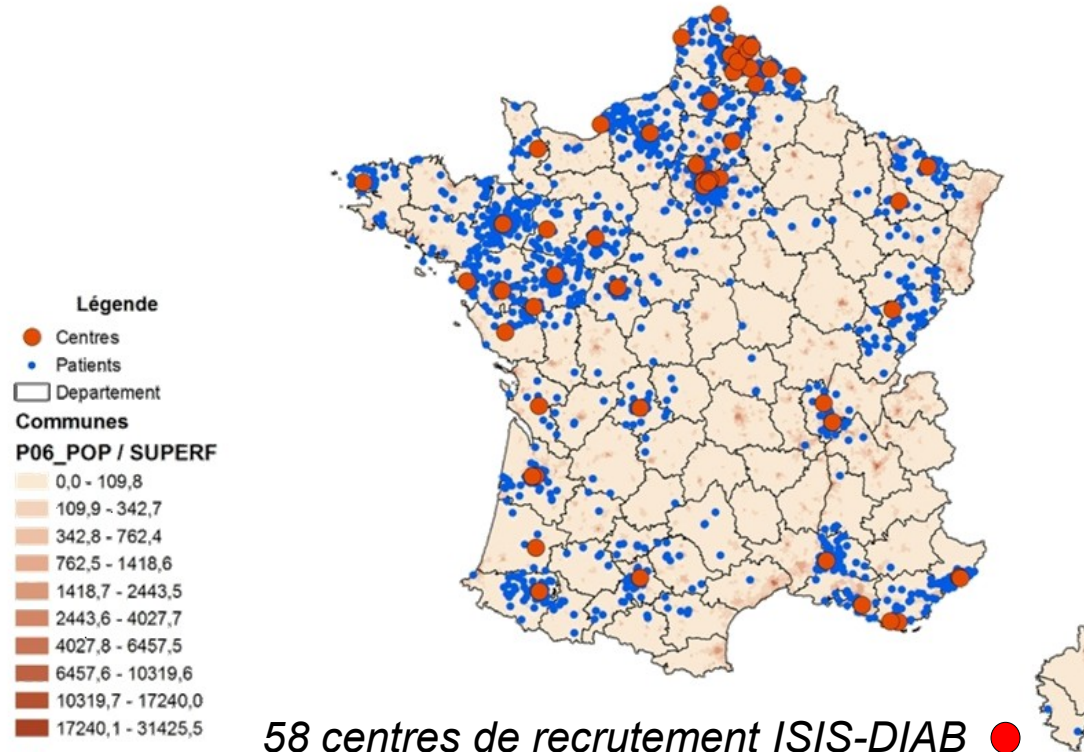 Légende
Centres
Patients
Departement
Communes
P06_POP / SUPERF
0,0 - 109,8
109,9 - 342,7
342,8 - 762,4
762,5 - 1418,6
1418,7 - 2443,5
2443,6 - 4027,7
4027,8 - 6457,5
6457,6 - 10319,6
10319,7 - 17240,0
17240,1 - 31425,5
58 centres de recrutement ISIS-DIAB